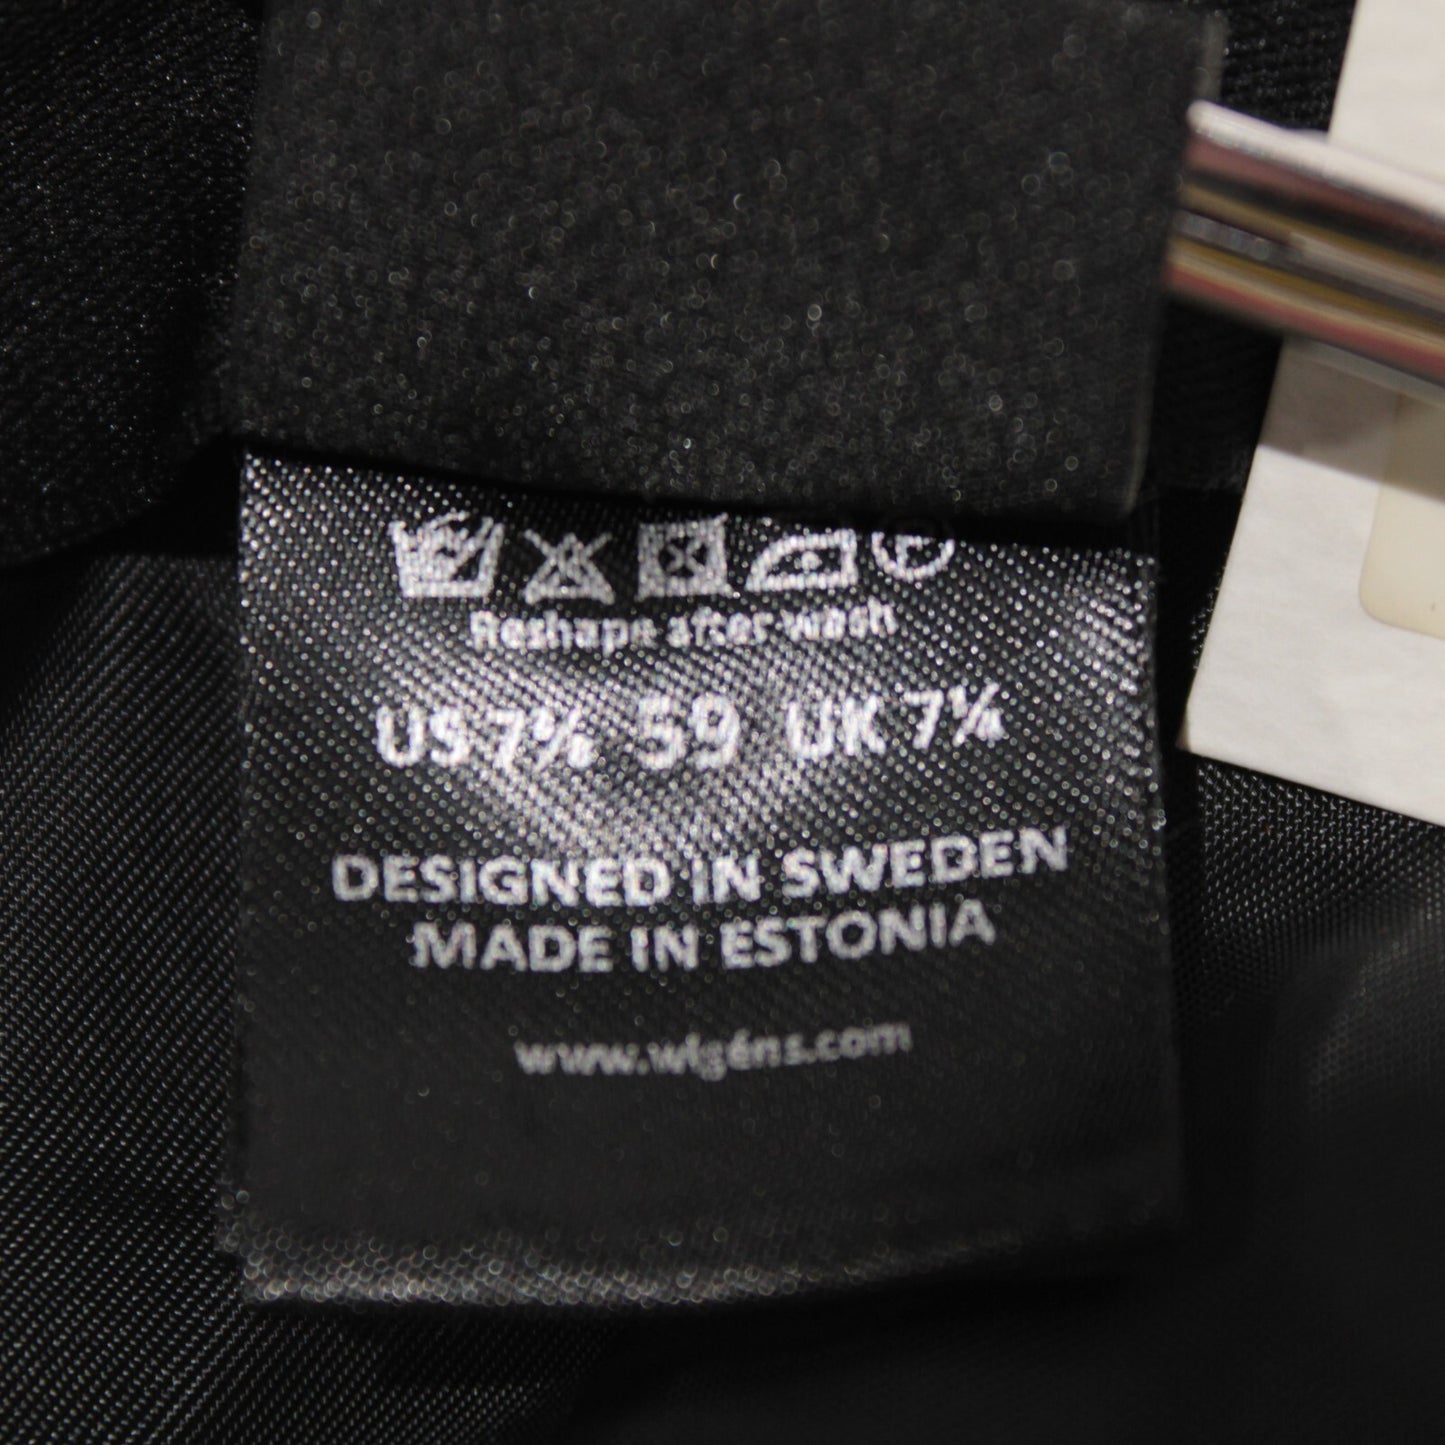 Reshape after wash
US 7⅜ 59 UK 7¼
DESIGNED IN SWEDEN
MADE IN ESTONIA
www.wigéns.com